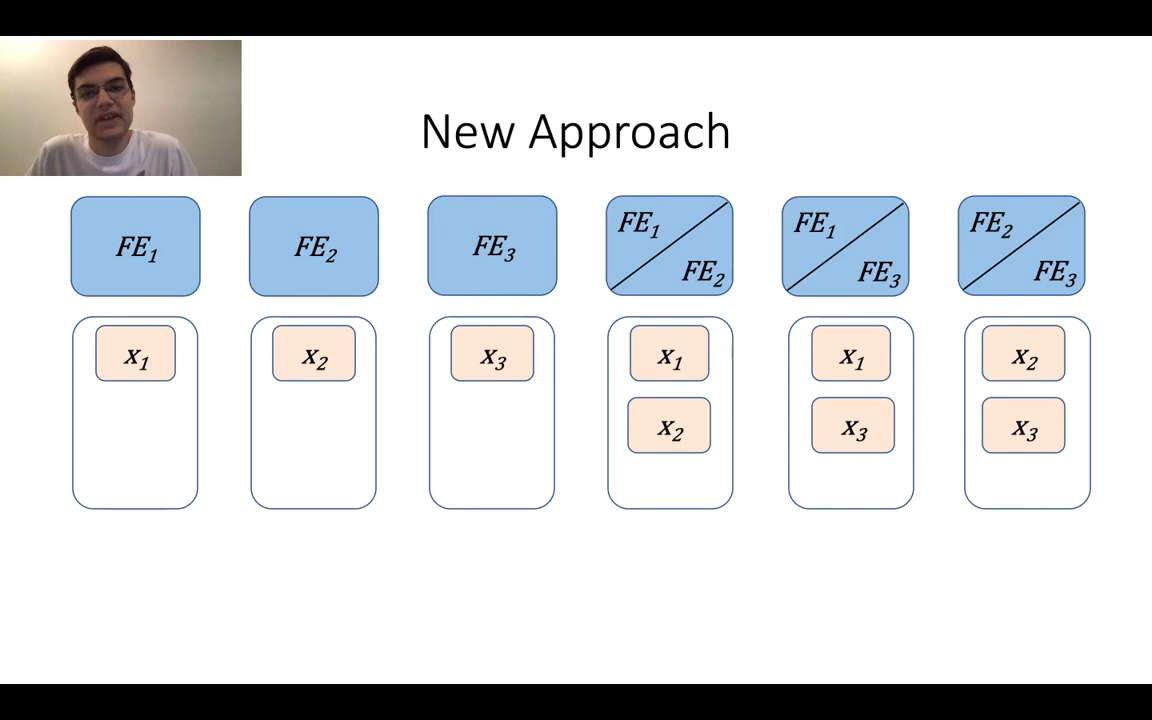 New Approach
FE₁ FE₂ FE₃ FE₁ FE₂ FE₁ FE₃ FE₂ FE₃
x₁ x₂ x₃ x₁ x₁ x₂
x₂ x₃ x₃